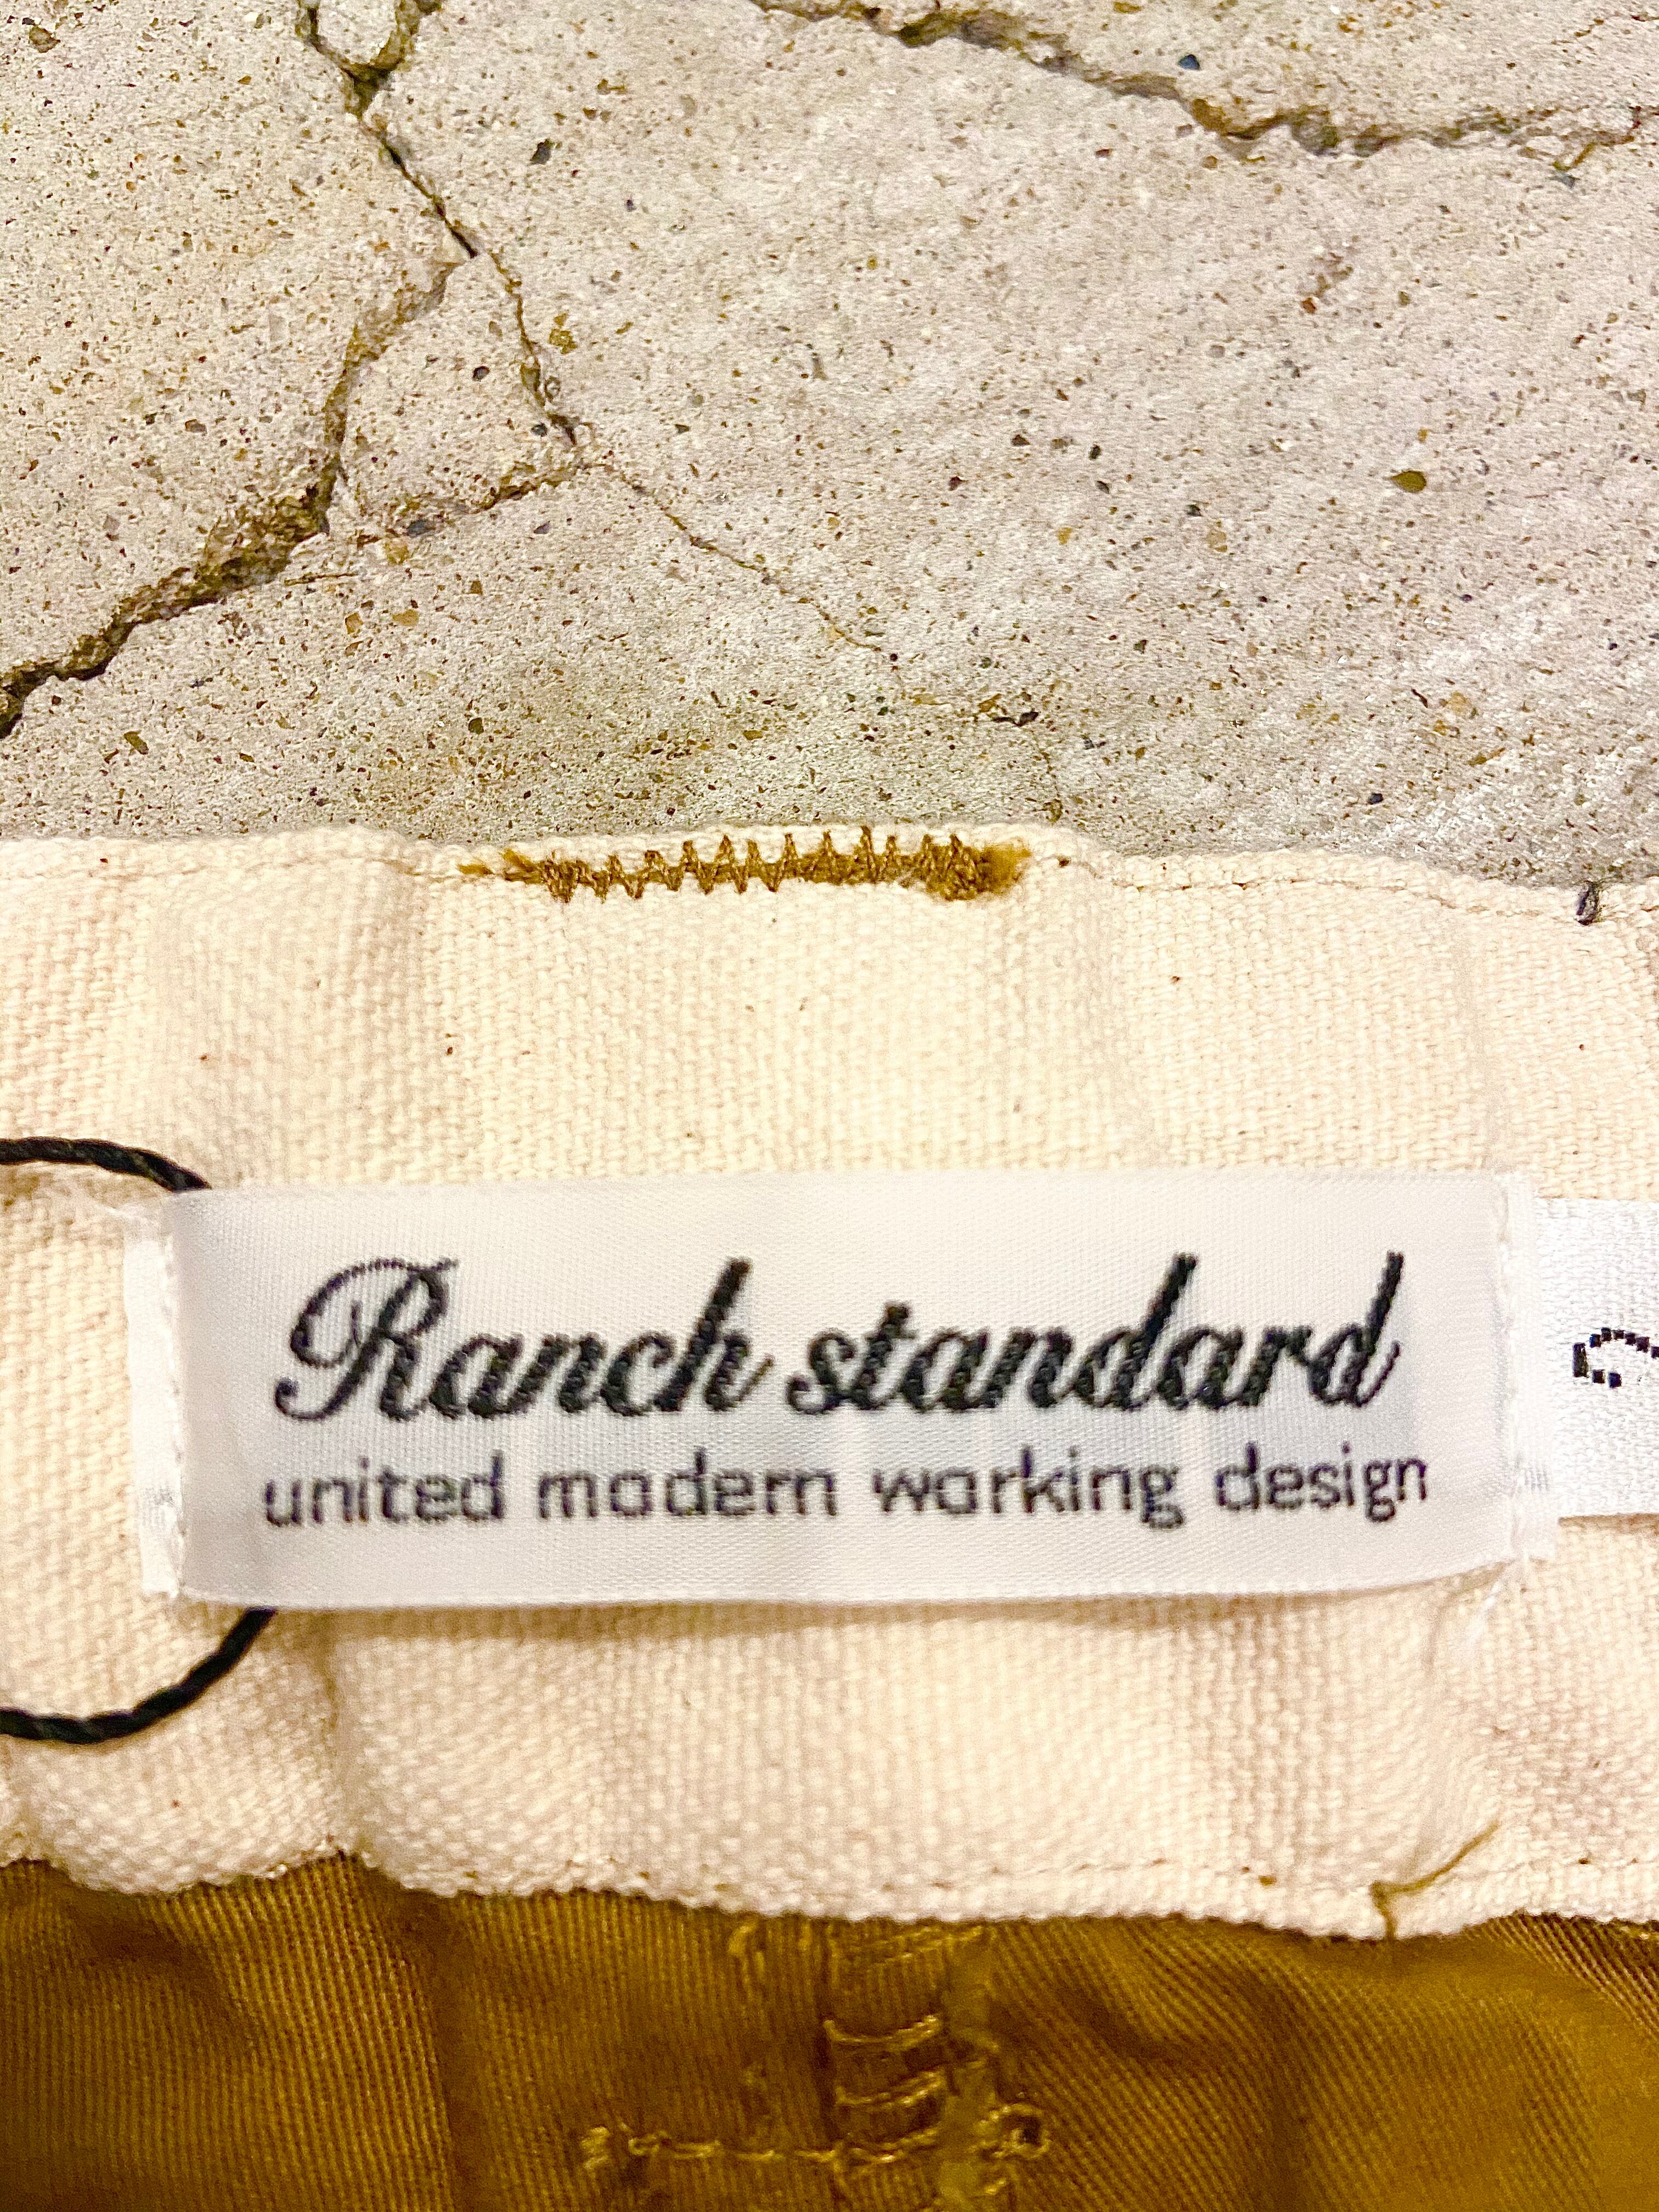 Ranch standard
united modern working design